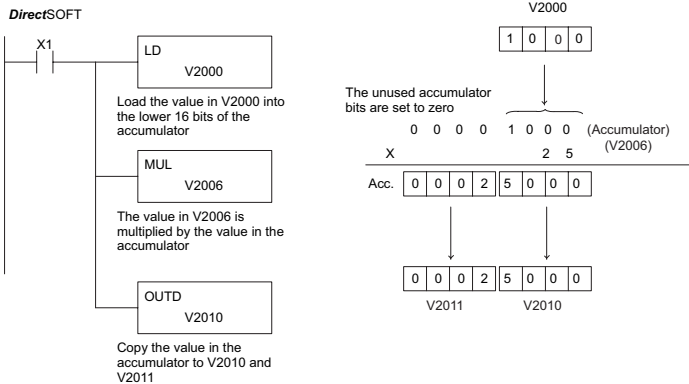 DirectSOFT
X1
LD
V2000
Load the value in V2000 into
the lower 16 bits of the
accumulator
MUL
V2006
The value in V2006 is
multiplied by the value in the
accumulator
OUTD
V2010
Copy the value in the
accumulator to V2010 and
V2011
V2000
1 0 0 0
The unused accumulator
bits are set to zero
0 0 0 0 1 0 0 0 (Accumulator)
(V2006)
X 2 5
Acc. 0 0 0 2 5 0 0 0
0 0 0 2 5 0 0 0
V2011 V2010